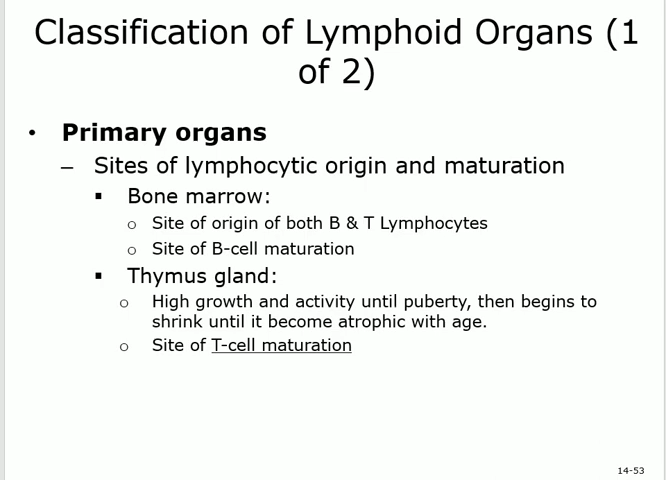 Classification of Lymphoid Organs (1
of 2)
• Primary organs
– Sites of lymphocytic origin and maturation
▪ Bone marrow:
o Site of origin of both B & T Lymphocytes
o Site of B-cell maturation
▪ Thymus gland:
o High growth and activity until puberty, then begins to
shrink until it become atrophic with age.
o Site of T-cell maturation
14-53